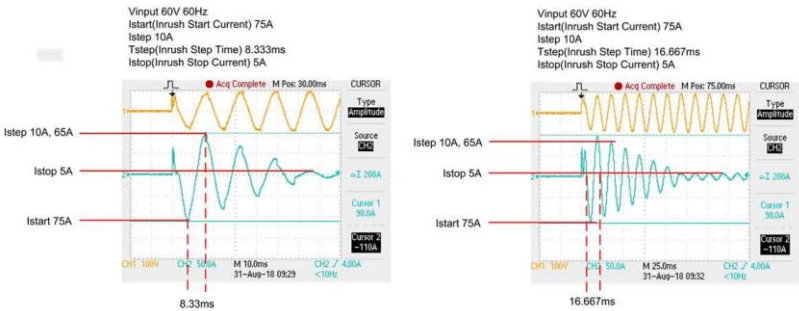 Vinput 60V 60Hz
Istart(Inrush Start Current) 75A
Istep 10A
Tstep(Inrush Step Time) 8.333ms
Istop(Inrush Stop Current) 5A
Acq Complete M Pos: 30.00ms CURSOR
Type
Amplitude
Source
CH2
△I 200A
Cursor 1
90.0A
Cursor 2
-110A
Istep 10A, 65A
Istop 5A
Istart 75A
CH1 100V CH2 50.0A M 10.0ms CH2 / 4.00A
31-Aug-18 09:29 <10Hz
8.33ms
Vinput 60V 60Hz
Istart(Inrush Start Current) 75A
Istep 10A
Tstep(Inrush Step Time) 16.667ms
Istop(Inrush Stop Current) 5A
Acq Complete M Pos: 75.00ms CURSOR
Type
Amplitude
Source
CH2
△I 200A
Cursor 1
90.0A
Cursor 2
-110A
Istep 10A, 65A
Istop 5A
Istart 75A
CH1 100V CH2 50.0A M 25.0ms CH2 / 4.00A
31-Aug-18 09:32 <10Hz
16.667ms